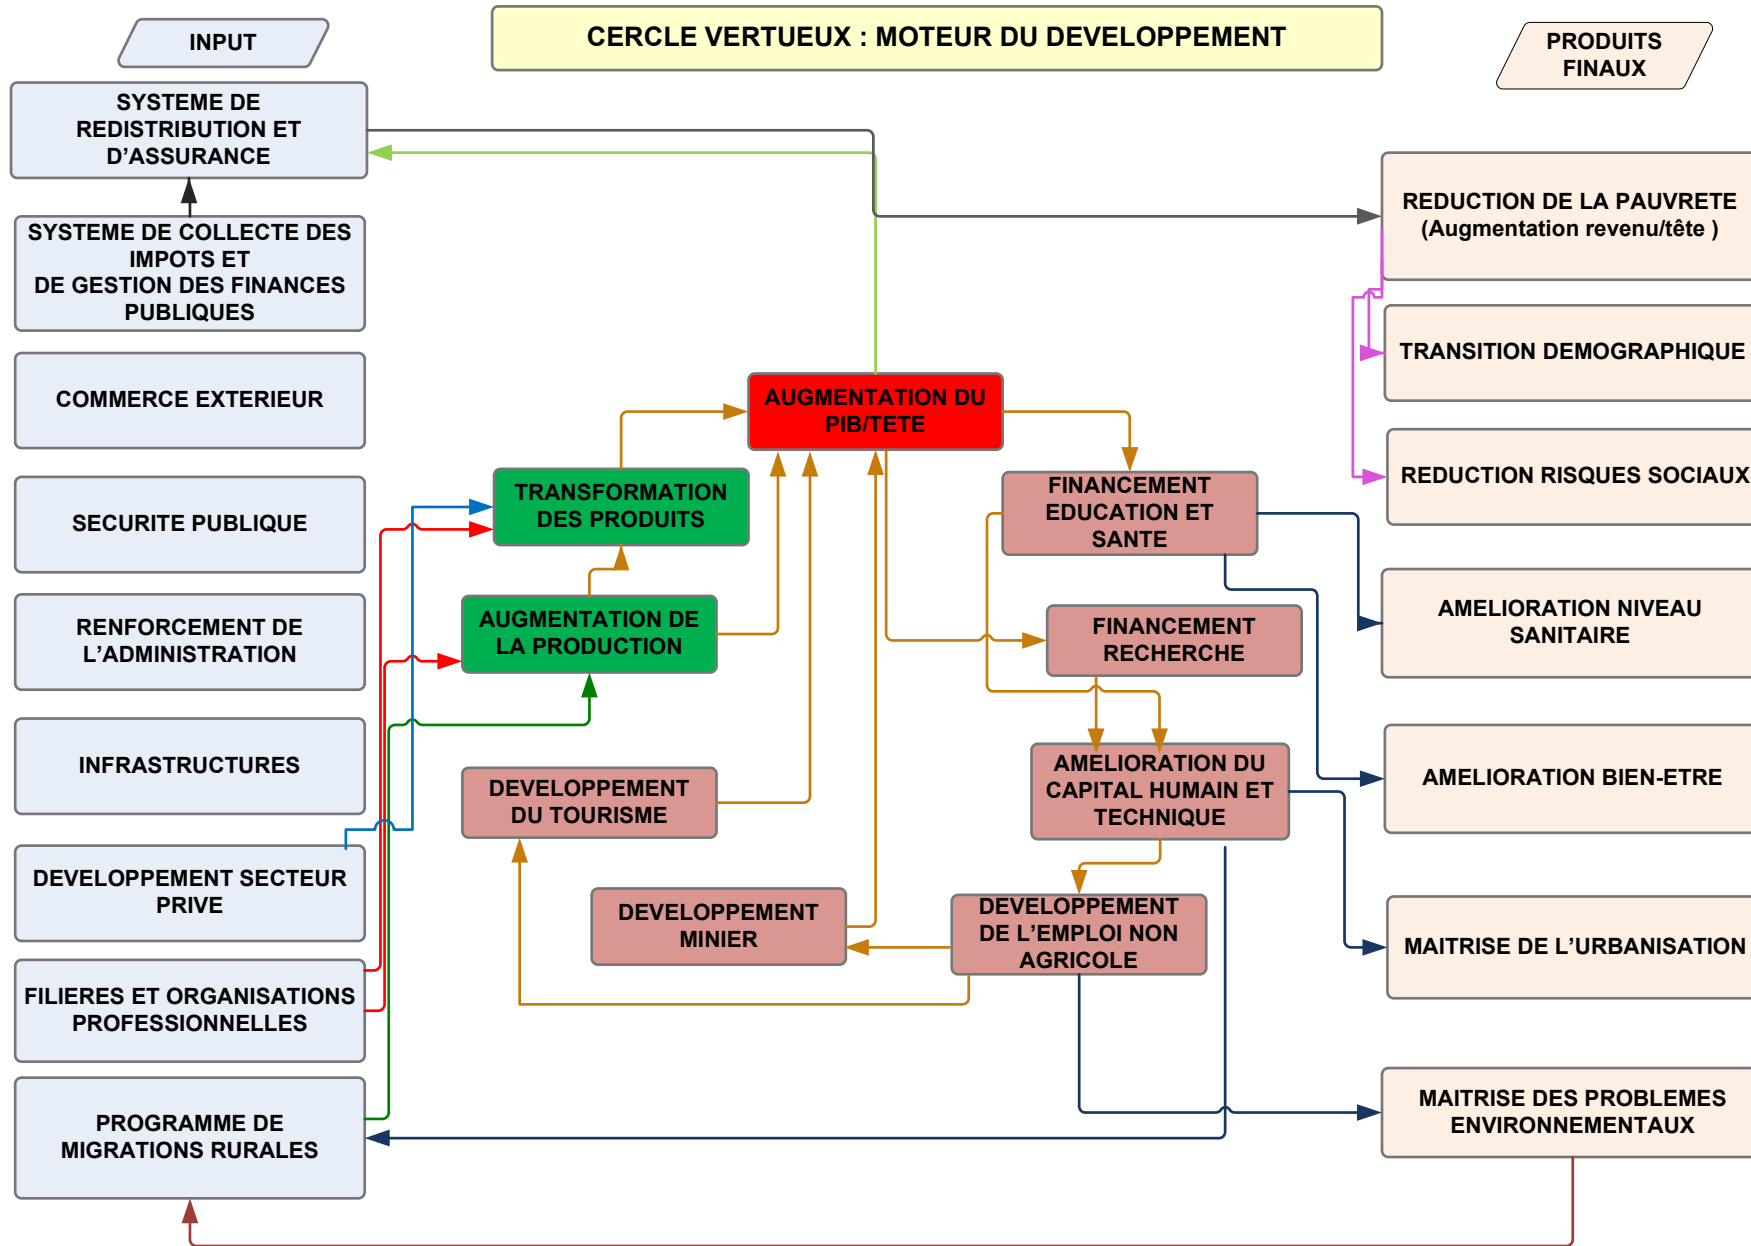 INPUT
CERCLE VERTUEUX : MOTEUR DU DEVELOPPEMENT
PRODUITS
FINAUX
SYSTEME DE
REDISTRIBUTION ET
D'ASSURANCE
SYSTEME DE COLLECTE DES
IMPOTS ET
DE GESTION DES FINANCES
PUBLIQUES
COMMERCE EXTERIEUR
SECURITE PUBLIQUE
RENFORCEMENT DE
L'ADMINISTRATION
INFRASTRUCTURES
DEVELOPPEMENT SECTEUR
PRIVE
FILIERES ET ORGANISATIONS
PROFESSIONNELLES
PROGRAMME DE
MIGRATIONS RURALES
AUGMENTATION DU
PIB/TETE
TRANSFORMATION
DES PRODUITS
AUGMENTATION DE
LA PRODUCTION
DEVELOPPEMENT
DU TOURISME
DEVELOPPEMENT
MINIER
FINANCEMENT
EDUCATION ET
SANTE
FINANCEMENT
RECHERCHE
AMELIORATION DU
CAPITAL HUMAIN ET
TECHNIQUE
DEVELOPPEMENT
DE L'EMPLOI NON
AGRICOLE
REDUCTION DE LA PAUVRETE
(Augmentation revenu/tête )
TRANSITION DEMOGRAPHIQUE
REDUCTION RISQUES SOCIAUX
AMELIORATION NIVEAU
SANITAIRE
AMELIORATION BIEN-ETRE
MAITRISE DE L'URBANISATION
MAITRISE DES PROBLEMES
ENVIRONNEMENTAUX